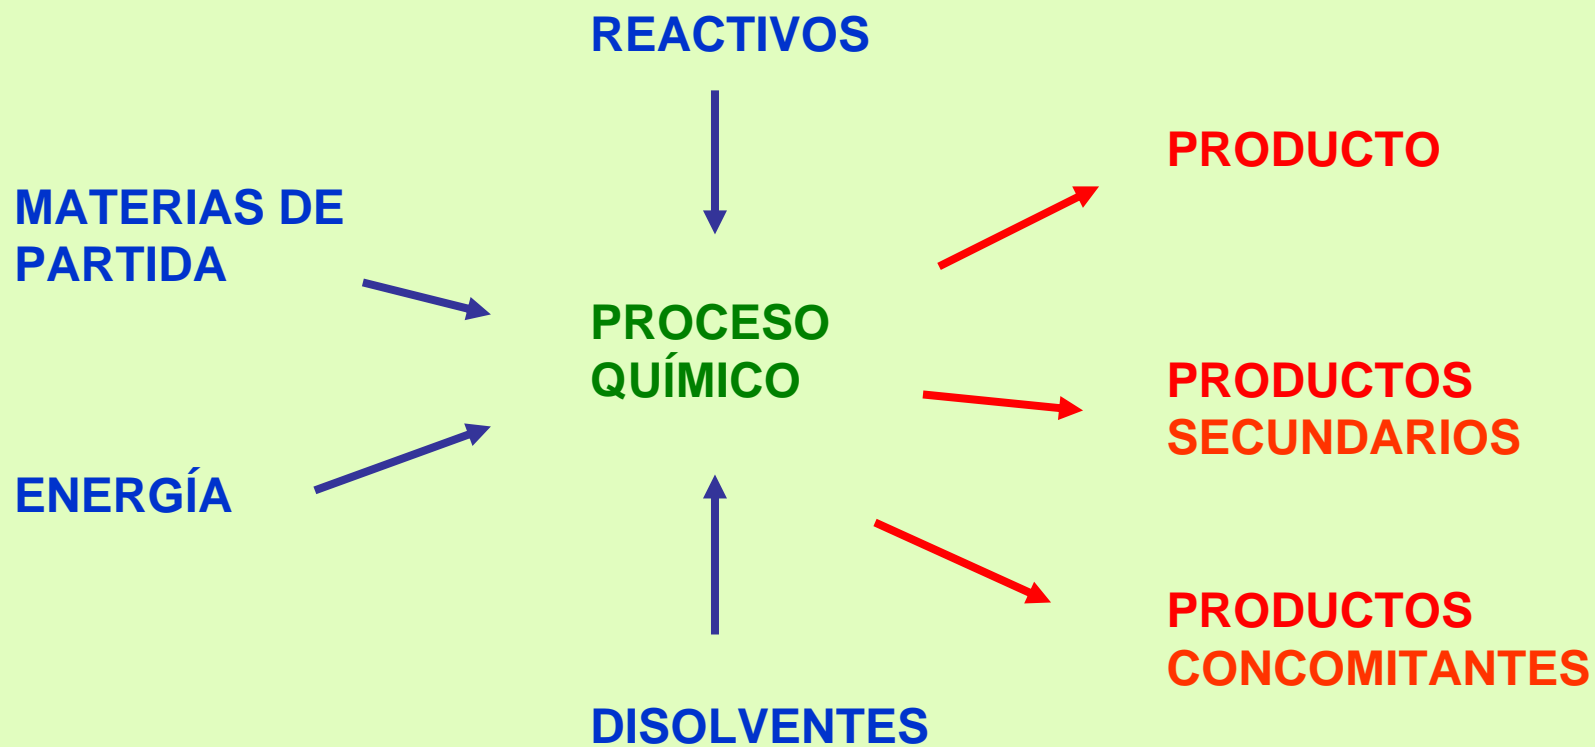 REACTIVOS
PRODUCTO
MATERIAS DE
PARTIDA
PROCESO
QUÍMICO
PRODUCTOS
SECUNDARIOS
ENERGÍA
PRODUCTOS
CONCOMITANTES
DISOLVENTES